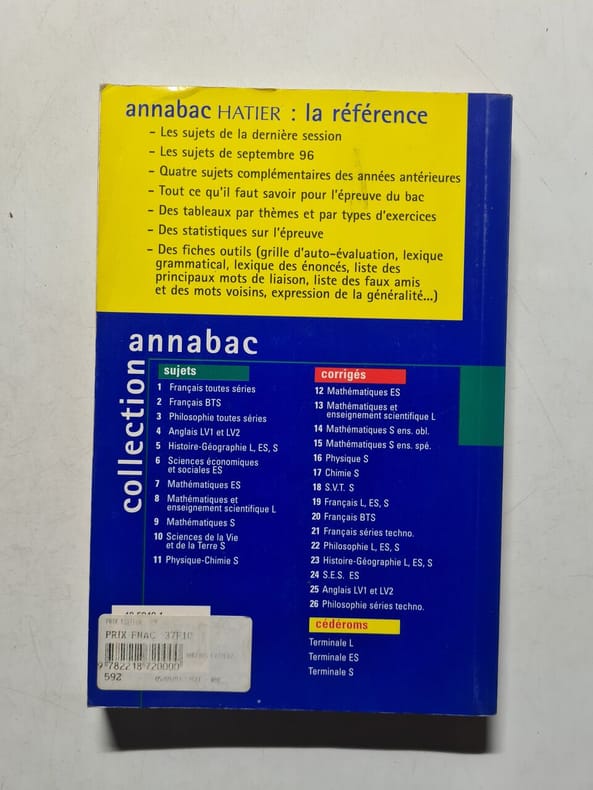 annabac HATIER : la référence
- Les sujets de la dernière session
- Les sujets de septembre 96
- Quatre sujets complémentaires des années antérieures
- Tout ce qu'il faut savoir pour l'épreuve du bac
- Des tableaux par thèmes et par types d'exercices
- Des statistiques sur l'épreuve
- Des fiches outils (grille d'auto-évaluation, lexique
grammatical, lexique des énoncés, liste des
principaux mots de liaison, liste des faux amis
et des mots voisins, expression de la généralité...)
collection
annabac
sujets
1 Français toutes séries
2 Français BTS
3 Philosophie toutes séries
4 Anglais LV1 et LV2
5 Histoire-Géographie L, ES, S
6 Sciences économiques
et sociales ES
7 Mathématiques ES
8 Mathématiques et
enseignement scientifique L
9 Mathématiques S
10 Sciences de la Vie
et de la Terre S
11 Physique-Chimie S
corrigés
12 Mathématiques ES
13 Mathématiques et
enseignement scientifique L
14 Mathématiques S ens. obl.
15 Mathématiques S ens. spé.
16 Physique S
17 Chimie S
18 S.V.T. S
19 Français L, ES, S
20 Français BTS
21 Français séries techno.
22 Philosophie L, ES, S
23 Histoire-Géographie L, ES, S
24 S.E.S. ES
25 Anglais LV1 et LV2
26 Philosophie séries techno.
cédéroms
Terminale L
Terminale ES
Terminale S
PRIX FNAC 37F10
9782218720000
592